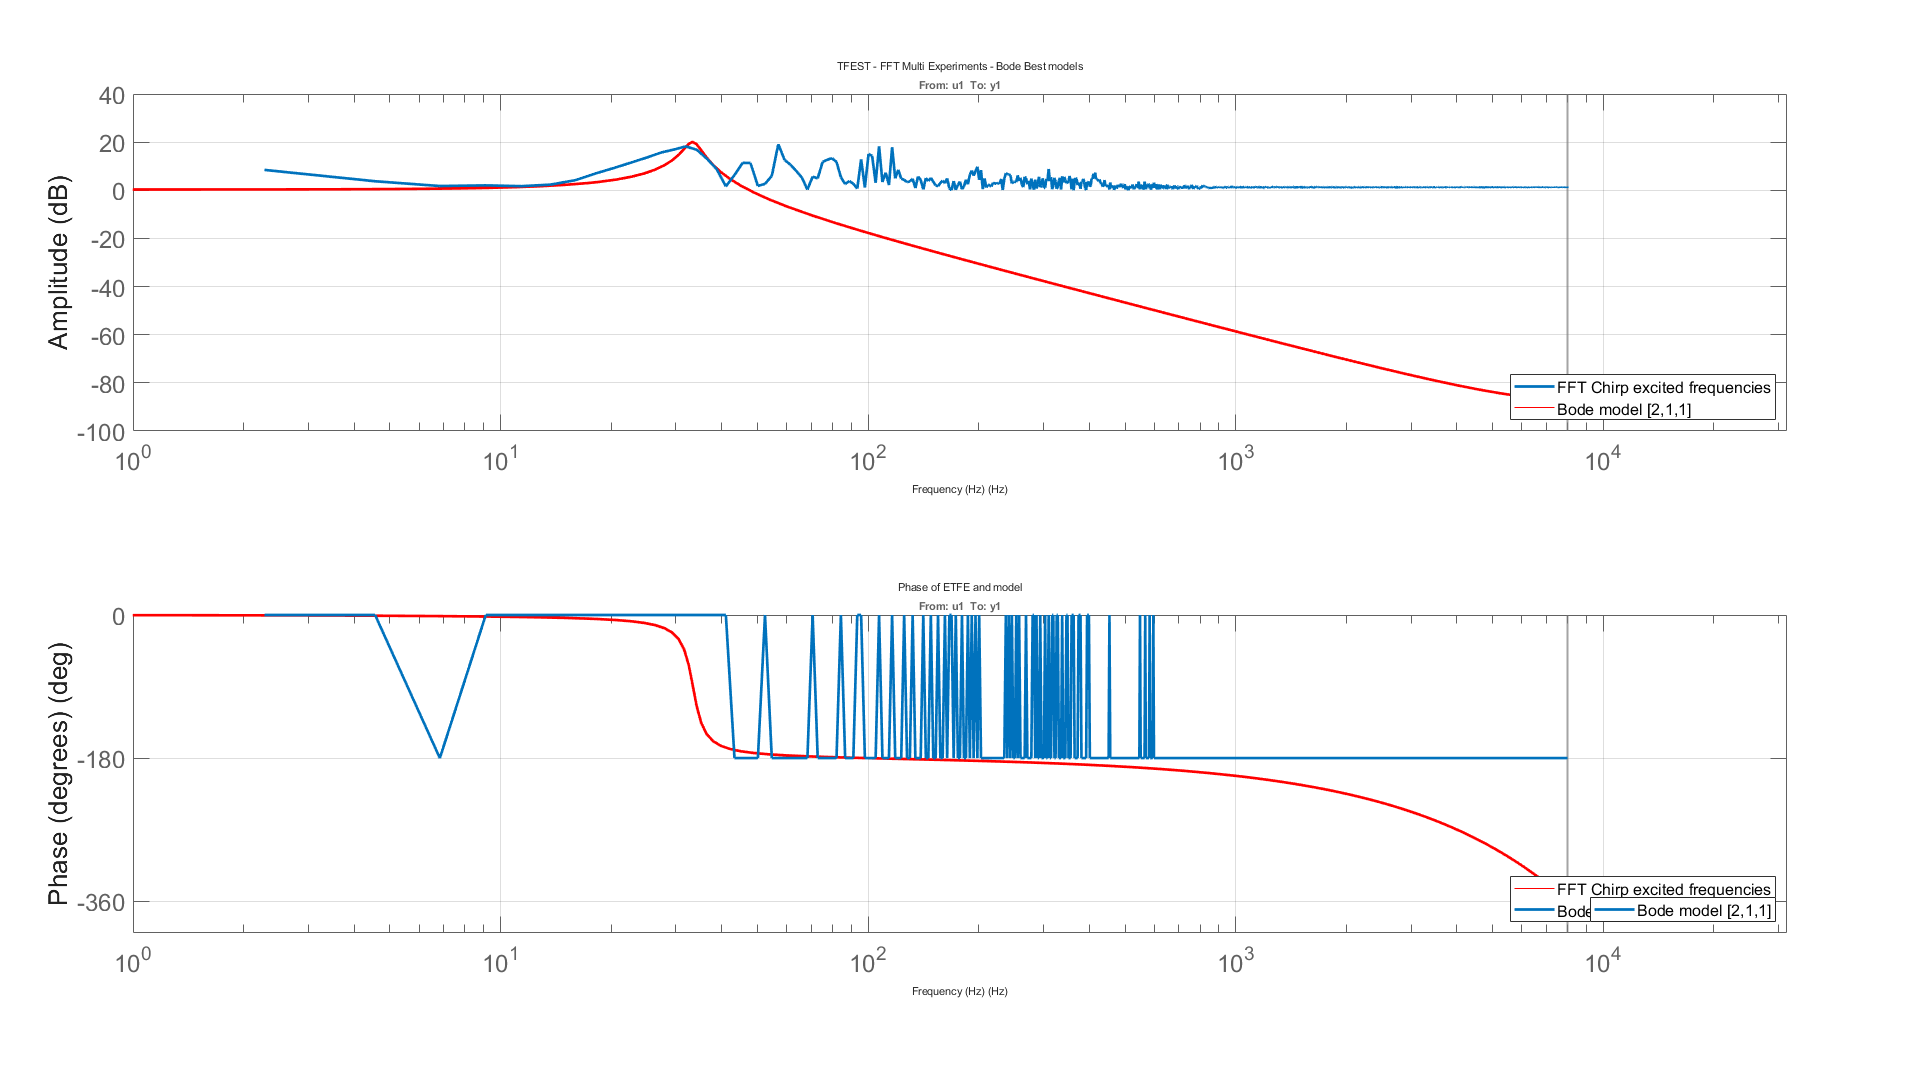 TFEST - FFT Multi Experiments - Bode Best models
From: u1 To: y1
40
20
0
-20
-40
-60
-80
-100
Amplitude (dB)
10^0
10^1
10^2
10^3
10^4
Frequency (Hz) (Hz)
FFT Chirp excited frequencies
Bode model [2,1,1]
Phase of ETFE and model
From: u1 To: y1
0
-180
-360
Phase (degrees) (deg)
10^0
10^1
10^2
10^3
10^4
Frequency (Hz) (Hz)
FFT Chirp excited frequencies
Bode
Bode model [2,1,1]